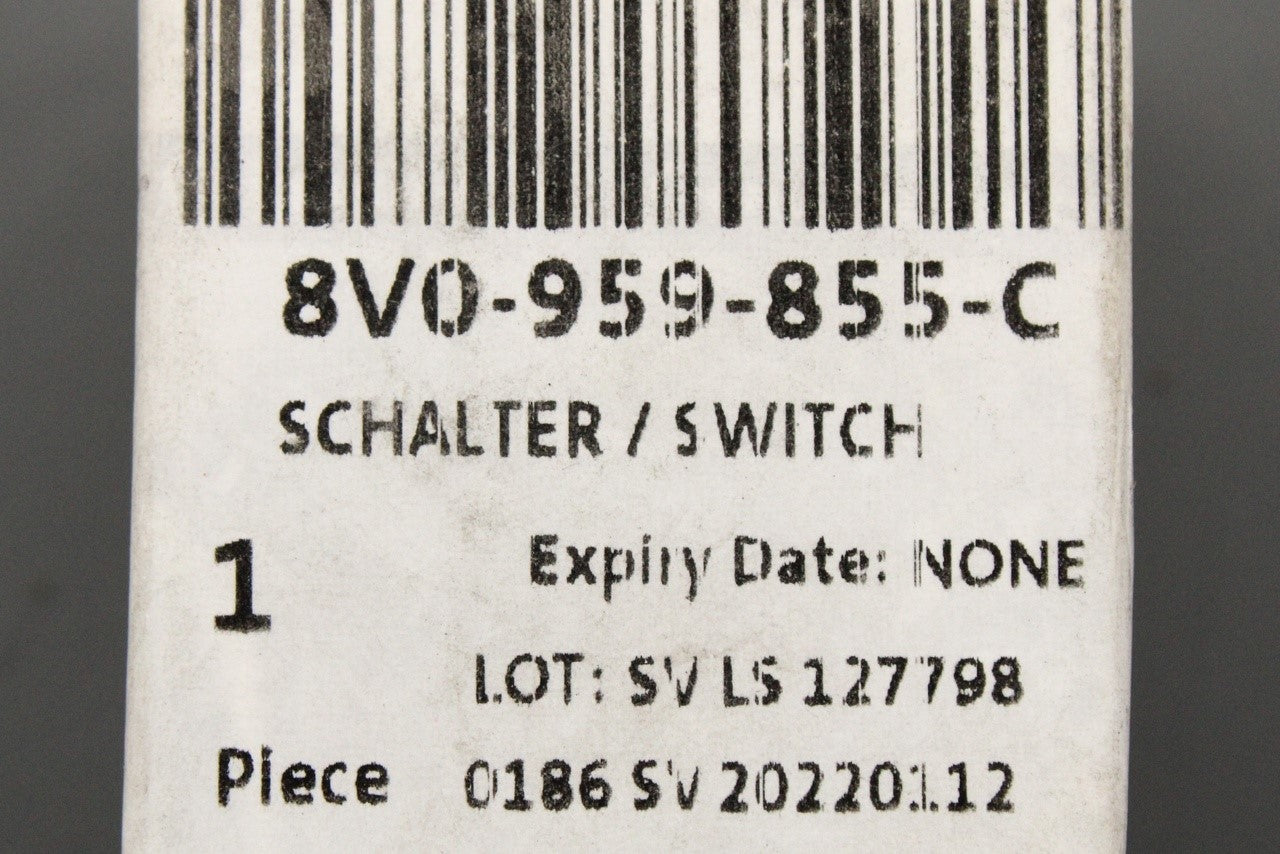 8V0-959-855-C
SCHALTER / SWITCH
1
Expiry Date: NONE
LOT: SV LS 127798
Piece
0186 SV 20220112